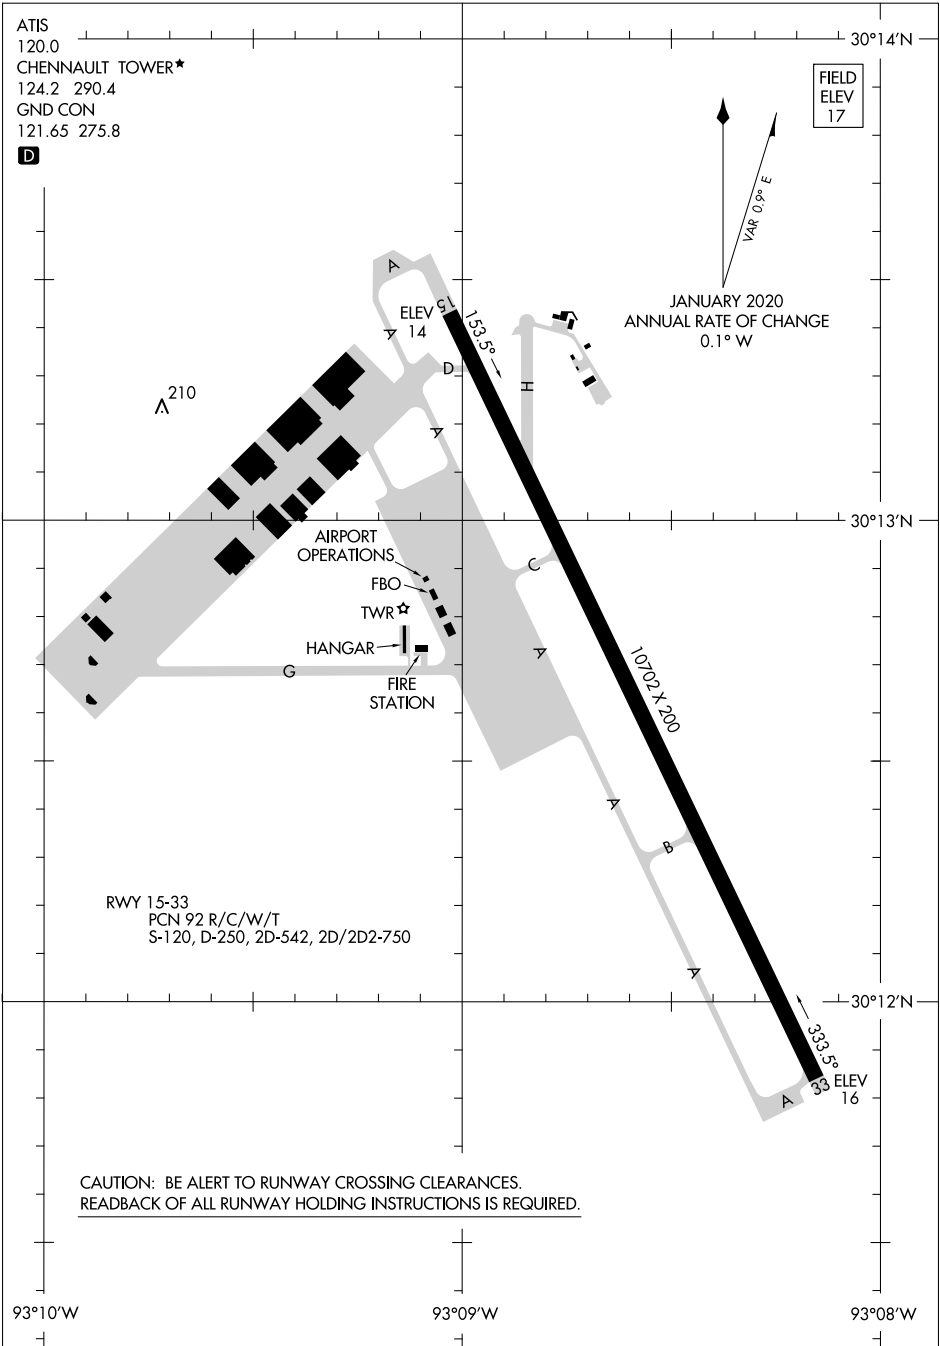 ATIS
120.0
CHENNAULT TOWER★
124.2 290.4
GND CON
121.65 275.8
D
30°14'N
FIELD
ELEV
17
VAR 0.9° E
JANUARY 2020
ANNUAL RATE OF CHANGE
0.1° W
A
ELEV
14
15
153.5°
A
D
H
210
A
30°13'N
AIRPORT
OPERATIONS
FBO
TWR
HANGAR
FIRE
STATION
G
C
A
10702 X 200
A
B
RWY 15-33
PCN 92 R/C/W/T
S-120, D-250, 2D-542, 2D/2D2-750
A
30°12'N
333.5°
33
ELEV
16
A
CAUTION: BE ALERT TO RUNWAY CROSSING CLEARANCES.
READBACK OF ALL RUNWAY HOLDING INSTRUCTIONS IS REQUIRED.
93°10'W
93°09'W
93°08'W